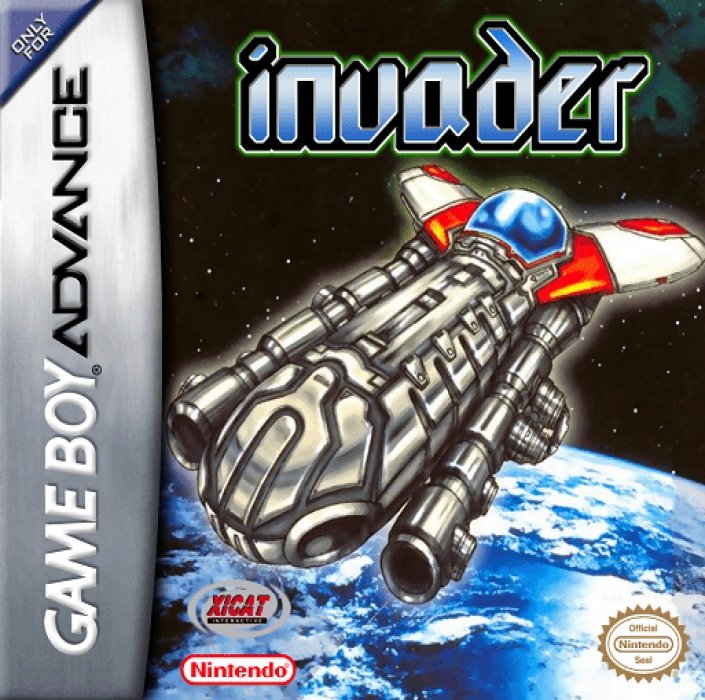 ONLY
FOR
GAME BOY ADVANCE
invader
XICAT
INTERACTIVE
Nintendo
Official
Nintendo
Seal